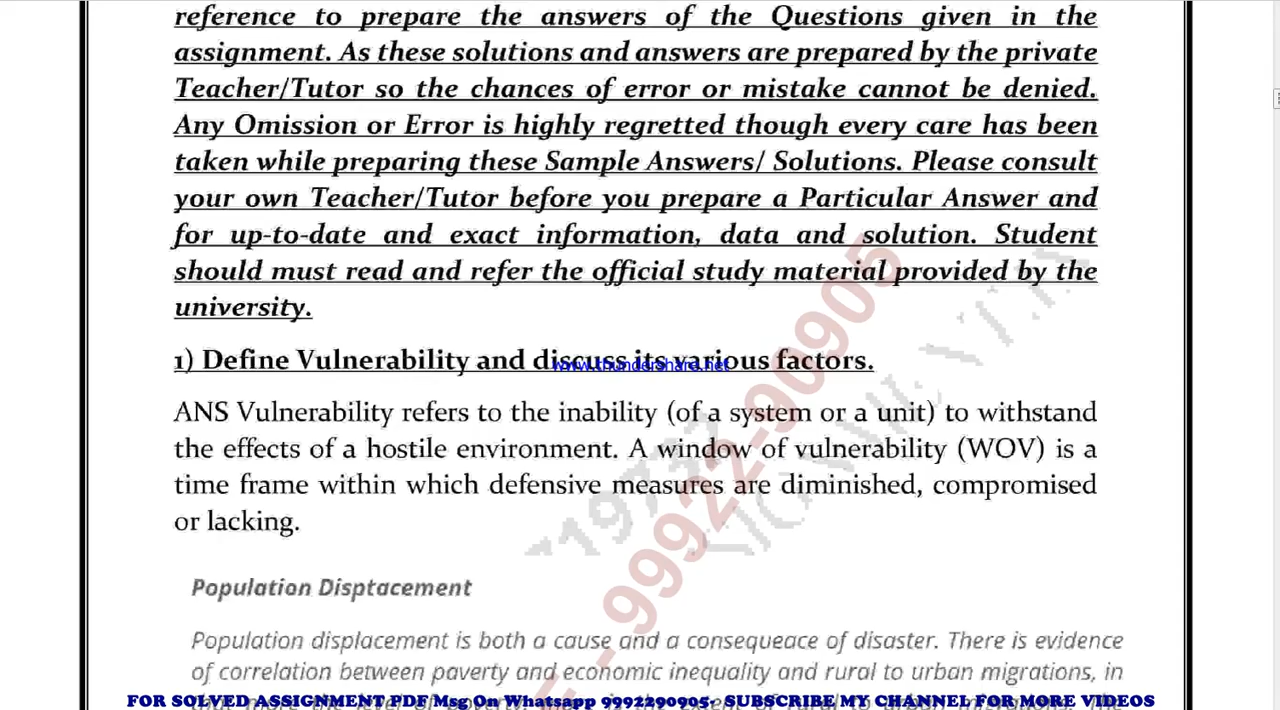 reference to prepare the answers of the Questions given in the
assignment. As these solutions and answers are prepared by the private
Teacher/Tutor so the chances of error or mistake cannot be denied.
Any Omission or Error is highly regretted though every care has been
taken while preparing these Sample Answers/ Solutions. Please consult
your own Teacher/Tutor before you prepare a Particular Answer and
for up-to-date and exact information, data and solution. Student
should must read and refer the official study material provided by the
university.
1) Define Vulnerability and discuss its various factors.
www.thundershare.net
ANS Vulnerability refers to the inability (of a system or a unit) to withstand
the effects of a hostile environment. A window of vulnerability (WOV) is a
time frame within which defensive measures are diminished, compromised
or lacking.
Population Disptacement
Population displacement is both a cause and a consequeace of disaster. There is evidence
of correlation between poverty and economic inequality and rural to urban migrations, in
FOR SOLVED ASSIGNMENT PDF Msg On Whatsapp 9992290905- SUBSCRIBE MY CHANNEL FOR MORE VIDEOS
- 9992-90905